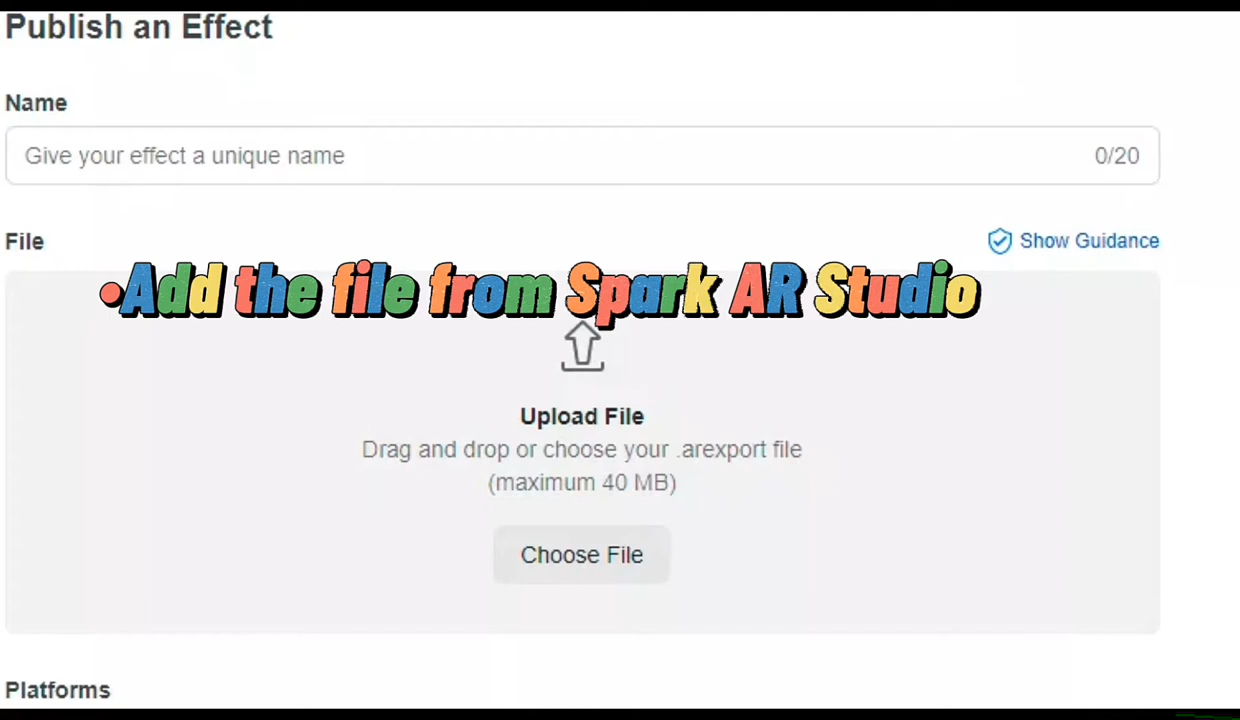 Publish an Effect
Name
Give your effect a unique name 0/20
File Show Guidance
•Add the file from Spark AR Studio
Upload File
Drag and drop or choose your .arexport file
(maximum 40 MB)
Choose File
Platforms